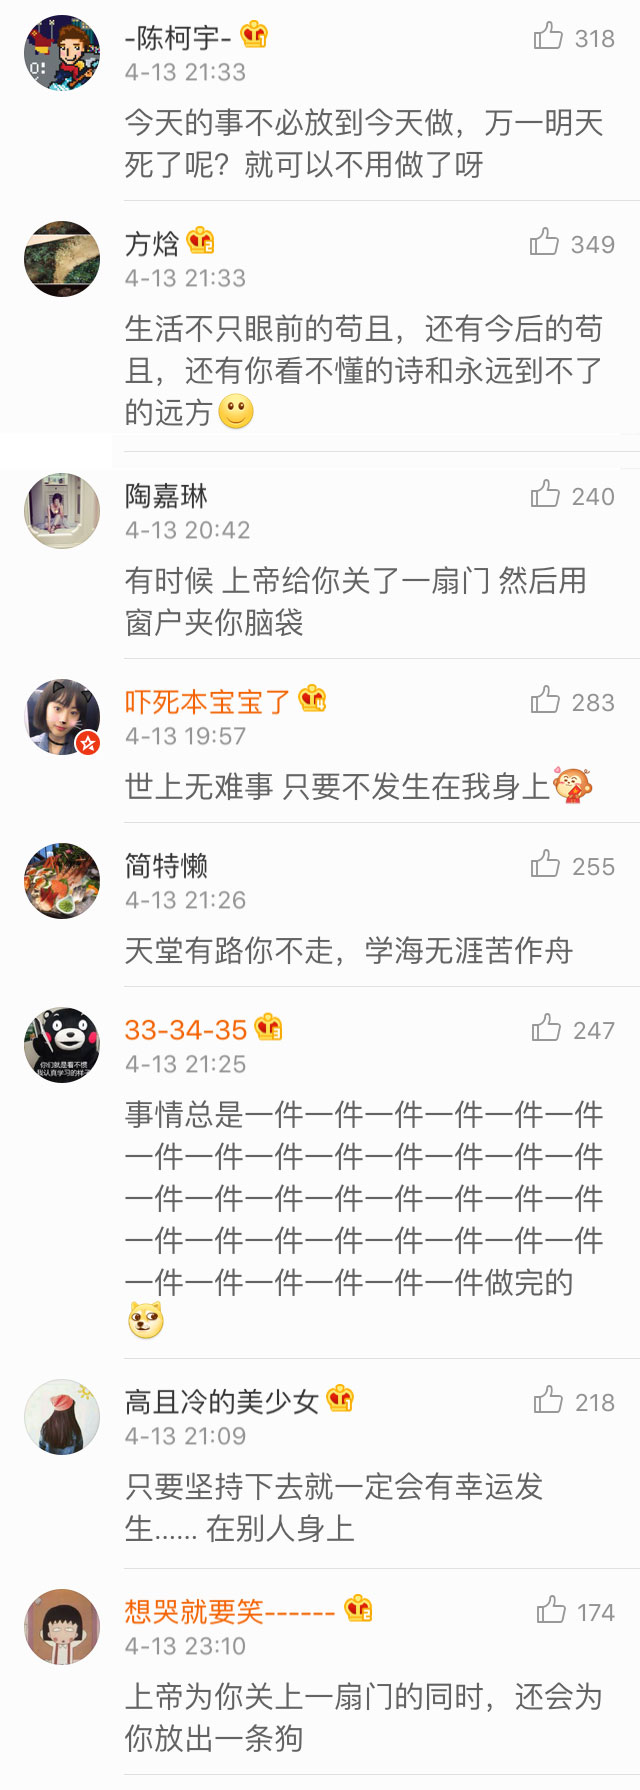 -陈柯宇-
318
4-13 21:33
今天的事不必放到今天做，万一明天
死了呢？就可以不用做了呀
方焓
349
4-13 21:33
生活不只眼前的苟且，还有今后的苟
且，还有你看不懂的诗和永远到不了
的远方
陶嘉琳
240
4-13 20:42
有时候 上帝给你关了一扇门 然后用
窗户夹你脑袋
吓死本宝宝了
283
4-13 19:57
世上无难事 只要不发生在我身上
简特懒
255
4-13 21:26
天堂有路你不走，学海无涯苦作舟
33-34-35
247
4-13 21:25
你们就是看不惯
我认真学习的样子
事情总是一件一件一件一件一件一件
一件一件一件一件一件一件一件一件
一件一件一件一件一件一件一件一件
一件一件一件一件一件一件一件一件
一件一件一件一件一件一件做完的
高且冷的美少女
218
4-13 21:09
只要坚持下去就一定会有幸运发
生...... 在别人身上
想哭就要笑------
174
4-13 23:10
上帝为你关上一扇门的同时，还会为
你放出一条狗